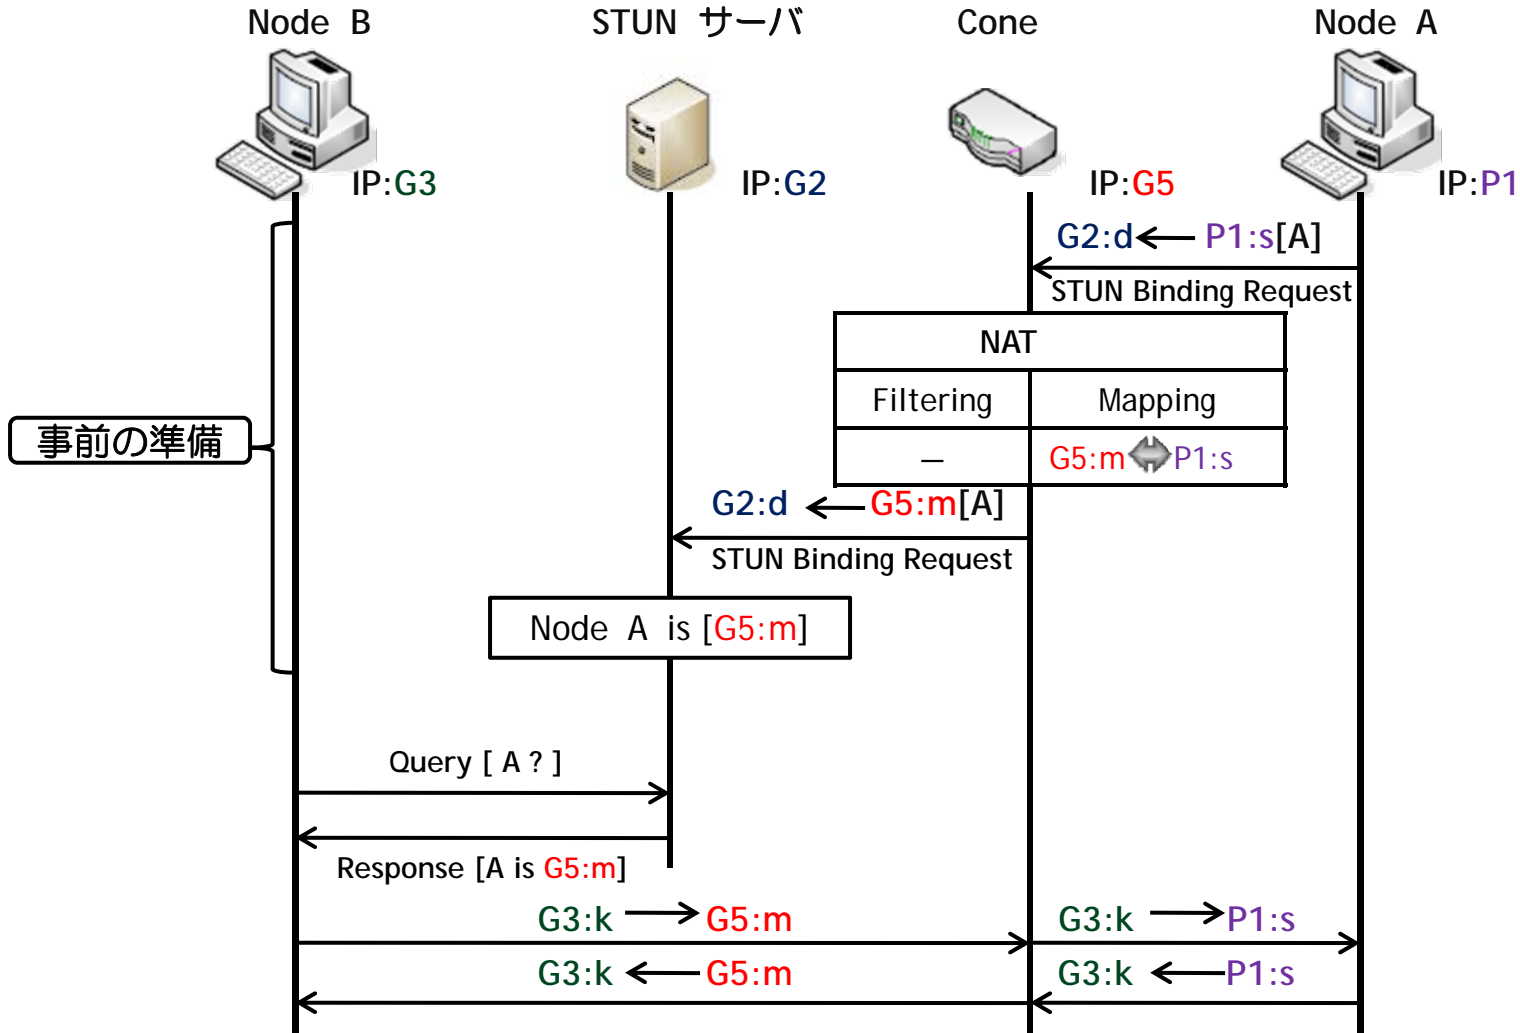 Node B
STUN サーバ
Cone
Node A
IP:G3
IP:G2
IP:G5
IP:P1
G2:d ← P1:s[A]
STUN Binding Request
NAT
Filtering
Mapping
事前の準備
–
G5:m P1:s
G2:d ← G5:m[A]
STUN Binding Request
Node A is [G5:m]
Query [ A ? ]
Response [A is G5:m]
G3:k → G5:m
G3:k → P1:s
G3:k ← G5:m
G3:k ← P1:s